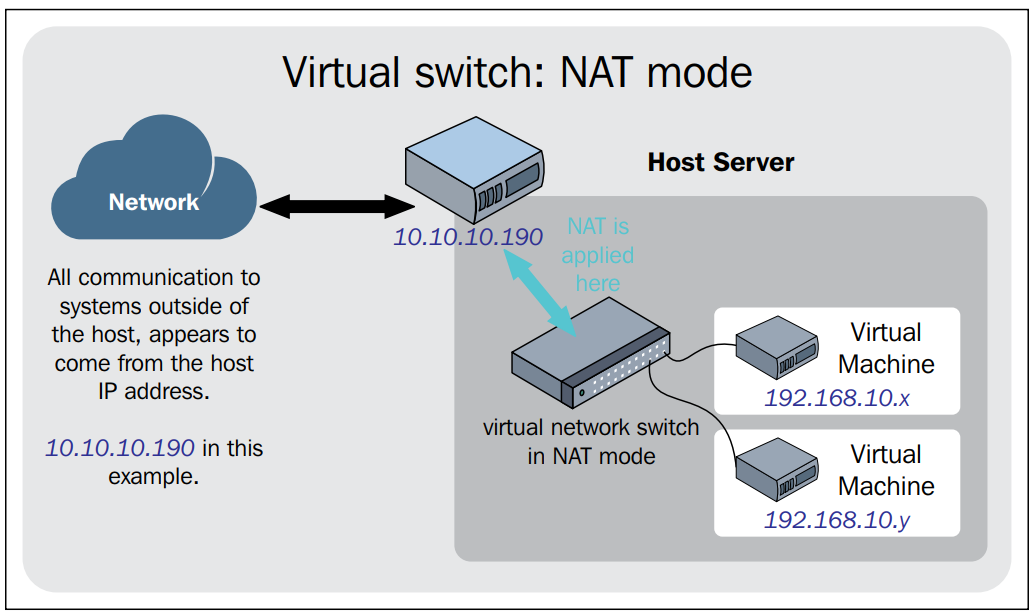 Virtual switch: NAT mode
Network
Host Server
10.10.10.190
NAT is
applied
here
All communication to
systems outside of
the host, appears to
come from the host
IP address.
10.10.10.190 in this
example.
virtual network switch
in NAT mode
Virtual
Machine
192.168.10.x
Virtual
Machine
192.168.10.y